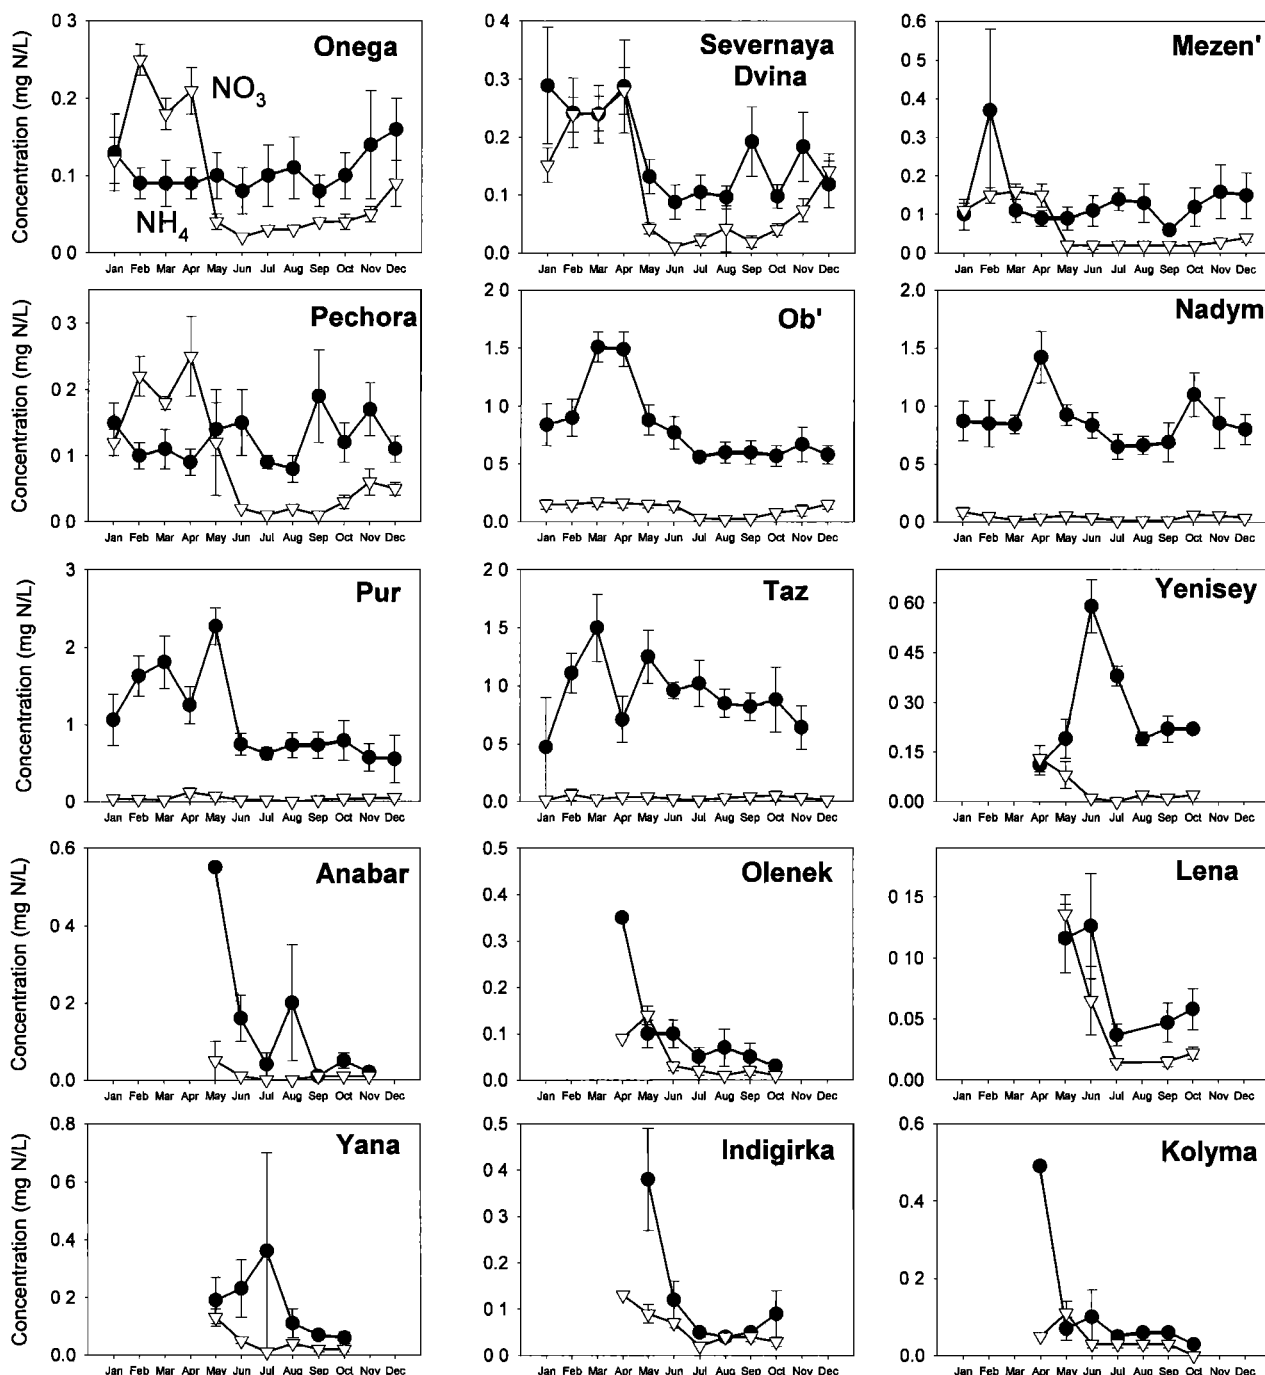 Concentration (mg N/L)
0 3
0.2
0.1
0.0
Onega
NO3
NH4
Jan Feb Mar Apr May Jun Jul Aug Sep Oct Nov Dec
0.4
0.3
0.2
0.1
0.0
Severnaya
Dvina
Jan Feb Mar Apr May Jun Jul Aug Sep Oct Nov Dec
0.6
0.5
0.4
0.3
0.2
0.1
0.0
Mezen'
Jan Feb Mar Apr May Jun Jul Aug Sep Oct Nov Dec
Concentration (mg N/L)
0 3
0.2
0.1
0 0
Pechora
Jan Feb Mar Apr May Jun Jul Aug Sep Oct Nov Dec
2 0
1.5
1.0
0 5
0.0
Ob'
Jan Feb Mar Apr May Jun Jul Aug Sep Oct Nov Dec
2.0
1.5
1.0
0.5
0.0
Nadym
Jan Feb Mar Apr May Jun Jul Aug Sep Oct Nov Dec
Concentration (mg N/L)
3
2
1
0
Pur
Jan Feb Mar Apr May Jun Jul Aug Sep Oct Nov Dec
2 0
1 5
1 0
0.5
0.0
Taz
Jan Feb Mar Apr May Jun Jul Aug Sep Oct Nov Dec
0 60
0 45
0.30
0.15
0.00
Yenisey
Jan Feb Mar Apr May Jun Jul Aug Sep Oct Nov Dec
Concentration (mg N/L)
0.6
0.4
0.2
0.0
Anabar
Jan Feb Mar Apr May Jun Jul Aug Sep Oct Nov Dec
0.5
0.4
0.3
0.2
0.1
0.0
Olenek
Jan Feb Mar Apr May Jun Jul Aug Sep Oct Nov Dec
0 15
0.10
0.05
0.00
Lena
Jan Feb Mar Apr May Jun Jul Aug Sep Oct Nov Dec
Concentration (mg N/L)
0.8
0.6
0.4
0.2
0.0
Yana
Jan Feb Mar Apr May Jun Jul Aug Sep Oct Nov Dec
0.5
0 4
0 3
0 2
0.1
0.0
Indigirka
Jan Feb Mar Apr May Jun Jul Aug Sep Oct Nov Dec
0.6
0.4
0.2
0.0
Kolyma
Jan Feb Mar Apr May Jun Jul Aug Sep Oct Nov Dec